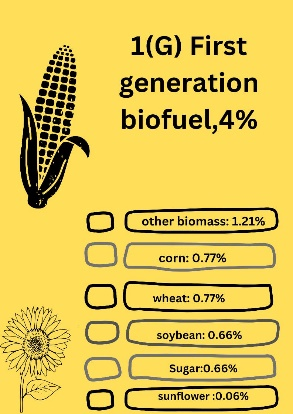 1(G) First
generation
biofuel,4%
other biomass: 1.21%
corn: 0.77%
wheat: 0.77%
soybean: 0.66%
Sugar:0.66%
sunflower :0.06%